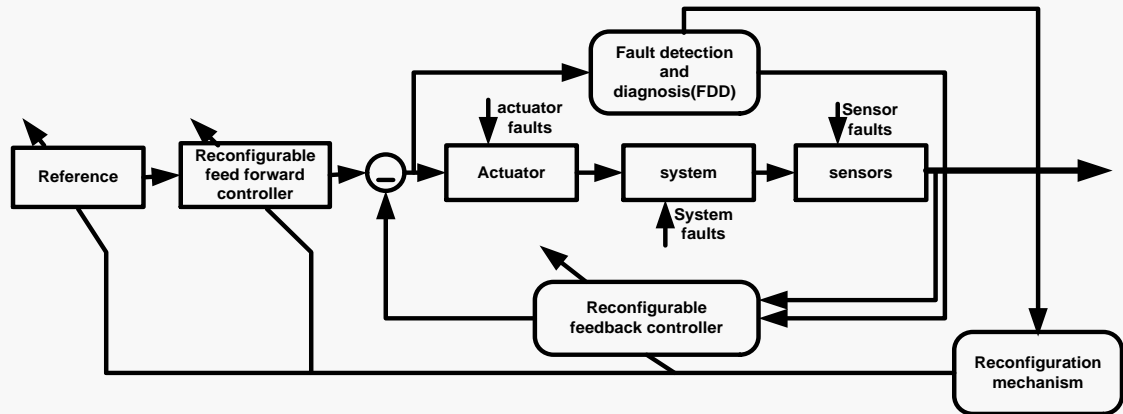 Fault detection
and
diagnosis(FDD)
actuator
faults
Sensor
faults
Reference
Reconfigurable
feed forward
controller
Actuator
system
sensors
System
faults
Reconfigurable
feedback controller
Reconfiguration
mechanism